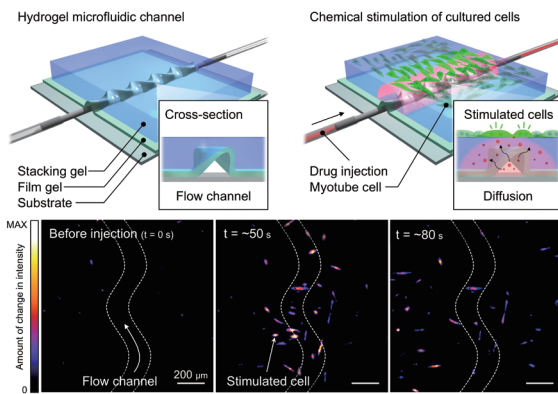 Hydrogel microfluidic channel
Cross-section
Flow channel
Stacking gel
Film gel
Substrate
Chemical stimulation of cultured cells
Stimulated cells
Diffusion
Drug injection
Myotube cell
MAX
Amount of change in intensity
0
Before injection (t = 0 s)
Flow channel
200 μm
t = ~50 s
Stimulated cell
t = ~80 s